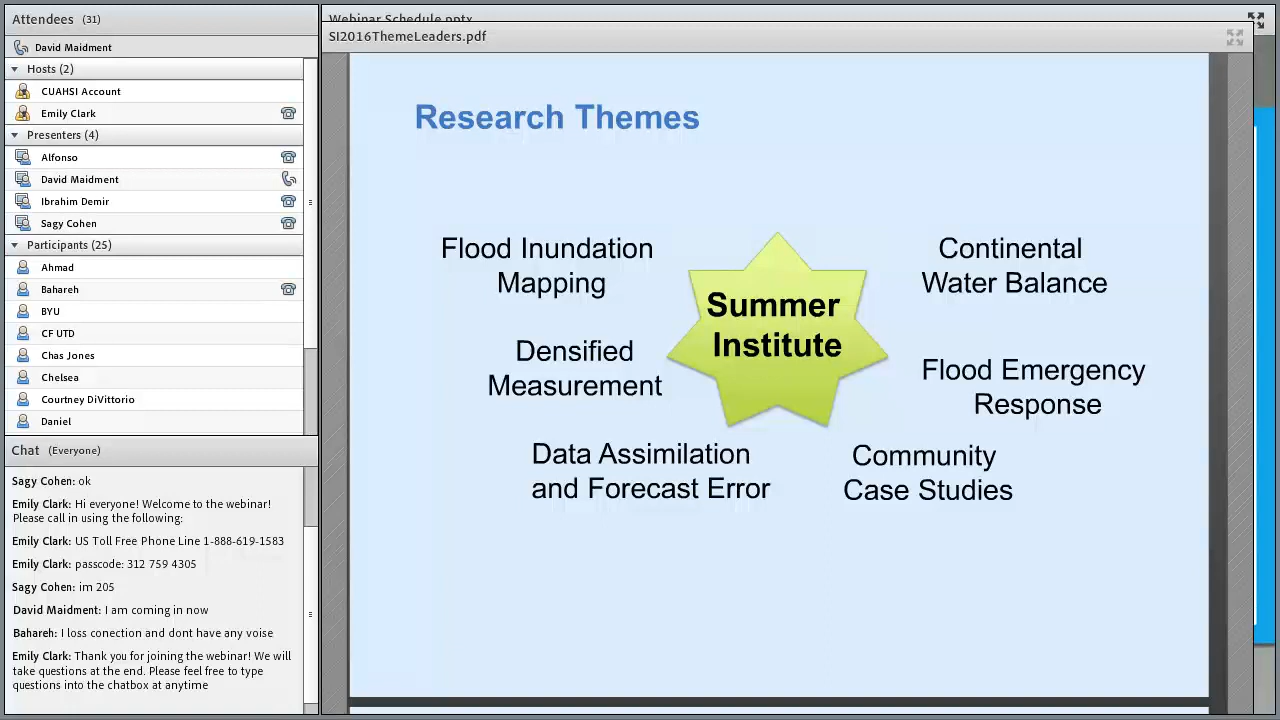 Attendees (31)
David Maidment
Hosts (2)
CUAHSI Account
Emily Clark
Presenters (4)
Alfonso
David Maidment
Ibrahim Demir
Sagy Cohen
Participants (25)
Ahmad
Bahareh
BYU
CF UTD
Chas Jones
Chelsea
Courtney DiVittorio
Daniel
Chat (Everyone)
Sagy Cohen: ok
Emily Clark: Hi everyone! Welcome to the webinar!
Please call in using the following:
Emily Clark: US Toll Free Phone Line 1-888-619-1583
Emily Clark: passcode: 312 759 4305
Sagy Cohen: im 205
David Maidment: I am coming in now
Bahareh: I loss conection and dont have any voise
Emily Clark: Thank you for joining the webinar! We will
take questions at the end. Please feel free to type
questions into the chatbox at anytime
Webinar Schedule.pptx
SI2016ThemeLeaders.pdf
Research Themes
Flood Inundation
Mapping
Densified
Measurement
Data Assimilation
and Forecast Error
Summer
Institute
Continental
Water Balance
Flood Emergency
Response
Community
Case Studies